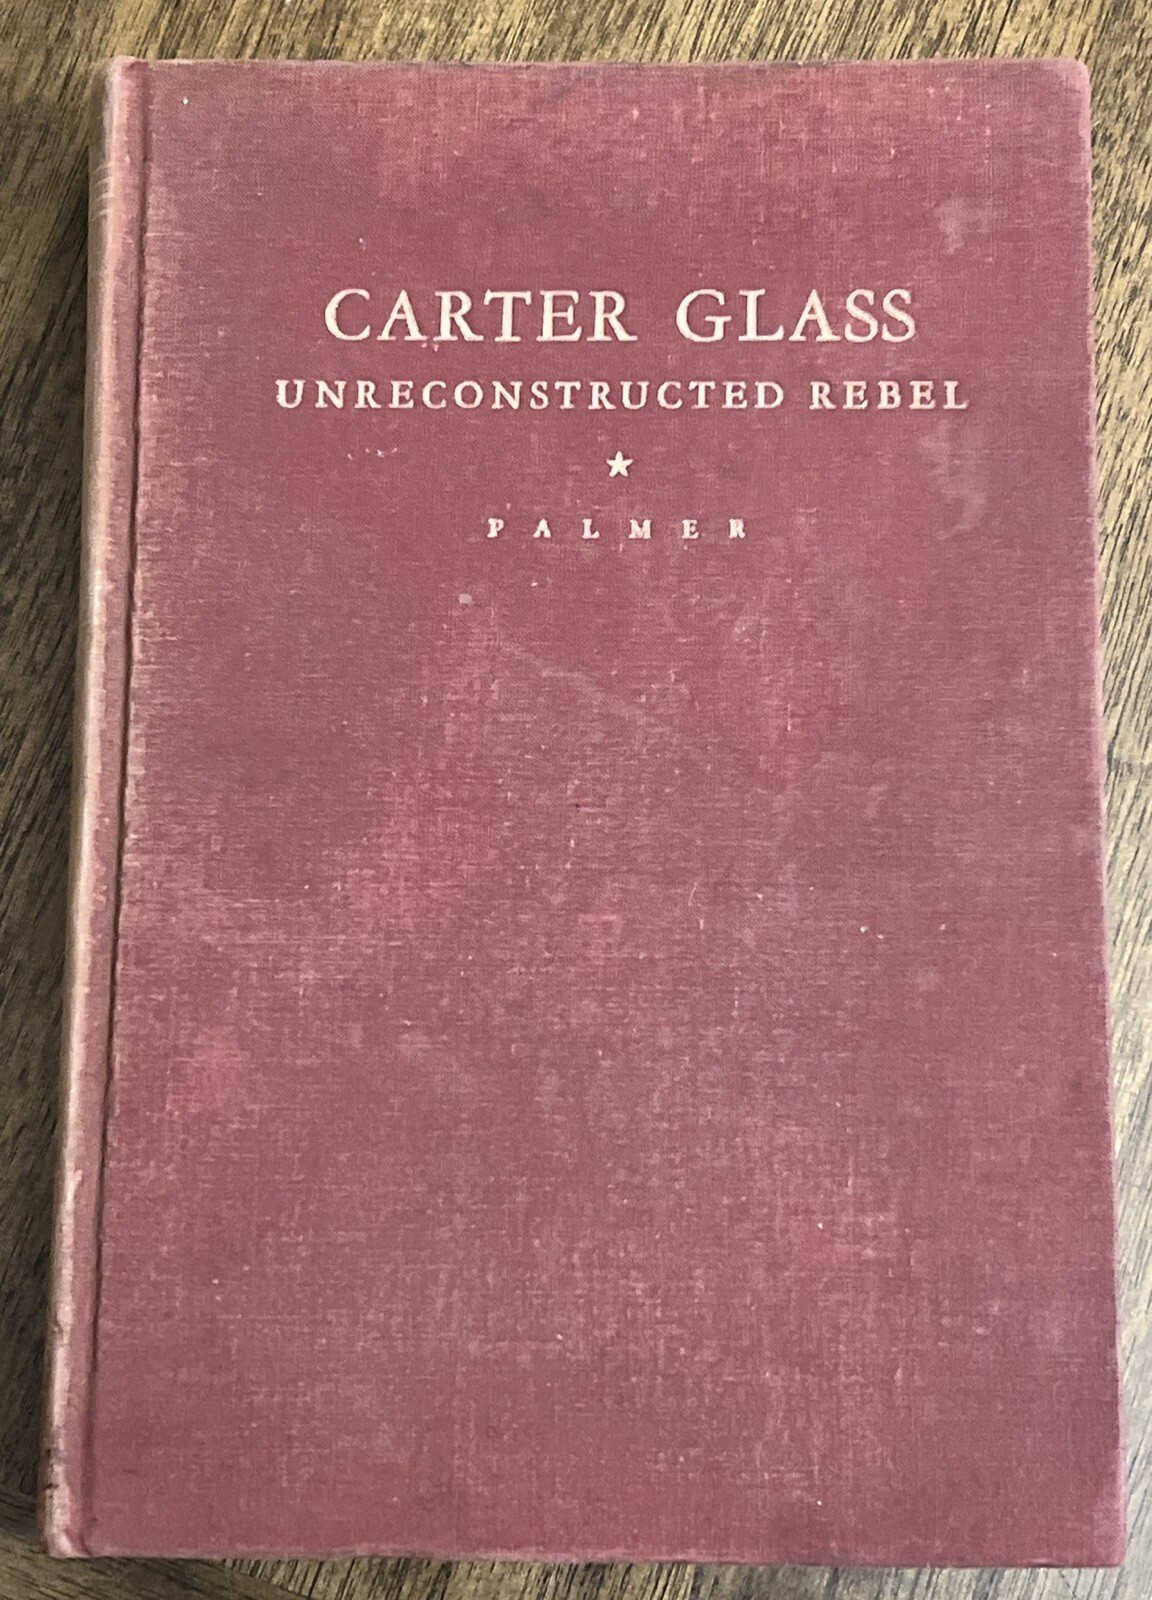 CARTER GLASS
UNRECONSTRUCTED REBEL
★
PALMER